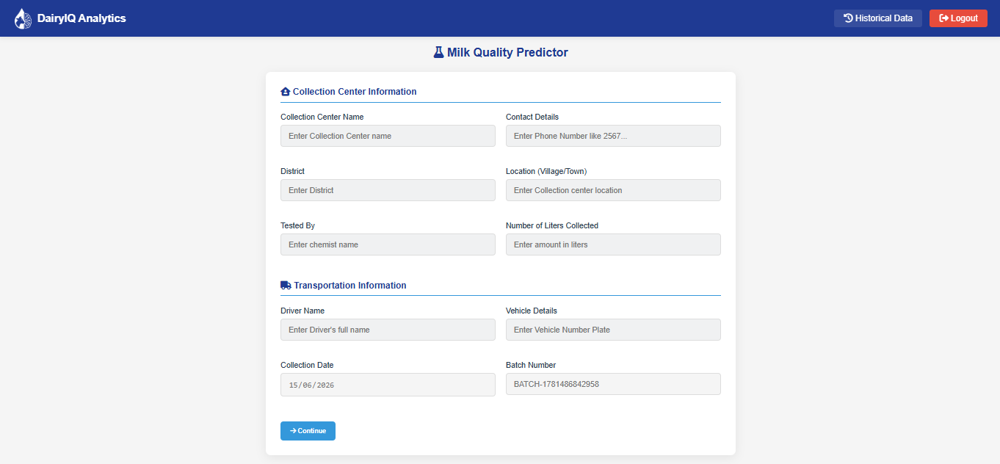 DairyIQ Analytics
Historical Data
Logout
Milk Quality Predictor
Collection Center Information
Collection Center Name
Contact Details
Enter Collection Center name
Enter Phone Number like 2567...
District
Location (Village/Town)
Enter District
Enter Collection center location
Tested By
Number of Liters Collected
Enter chemist name
Enter amount in liters
Transportation Information
Driver Name
Vehicle Details
Enter Driver's full name
Enter Vehicle Number Plate
Collection Date
Batch Number
15/06/2026
BATCH-1781486842958
Continue